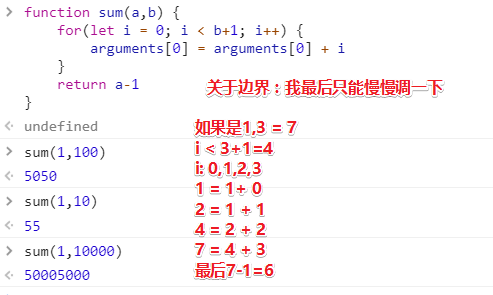 function sum(a,b) {
for(let i = 0; i < b+1; i++) {
arguments[0] = arguments[0] + i
}
return a-1
}
关于边界：我最后只能慢慢调一下
undefined
如果是1,3 = 7
sum(1,100)
i < 3+1=4
5050
i: 0,1,2,3
sum(1,10)
1 = 1+ 0
2 = 1 + 1
55
4 = 2 + 2
sum(1,10000)
7 = 4 + 3
50005000
最后7-1=6